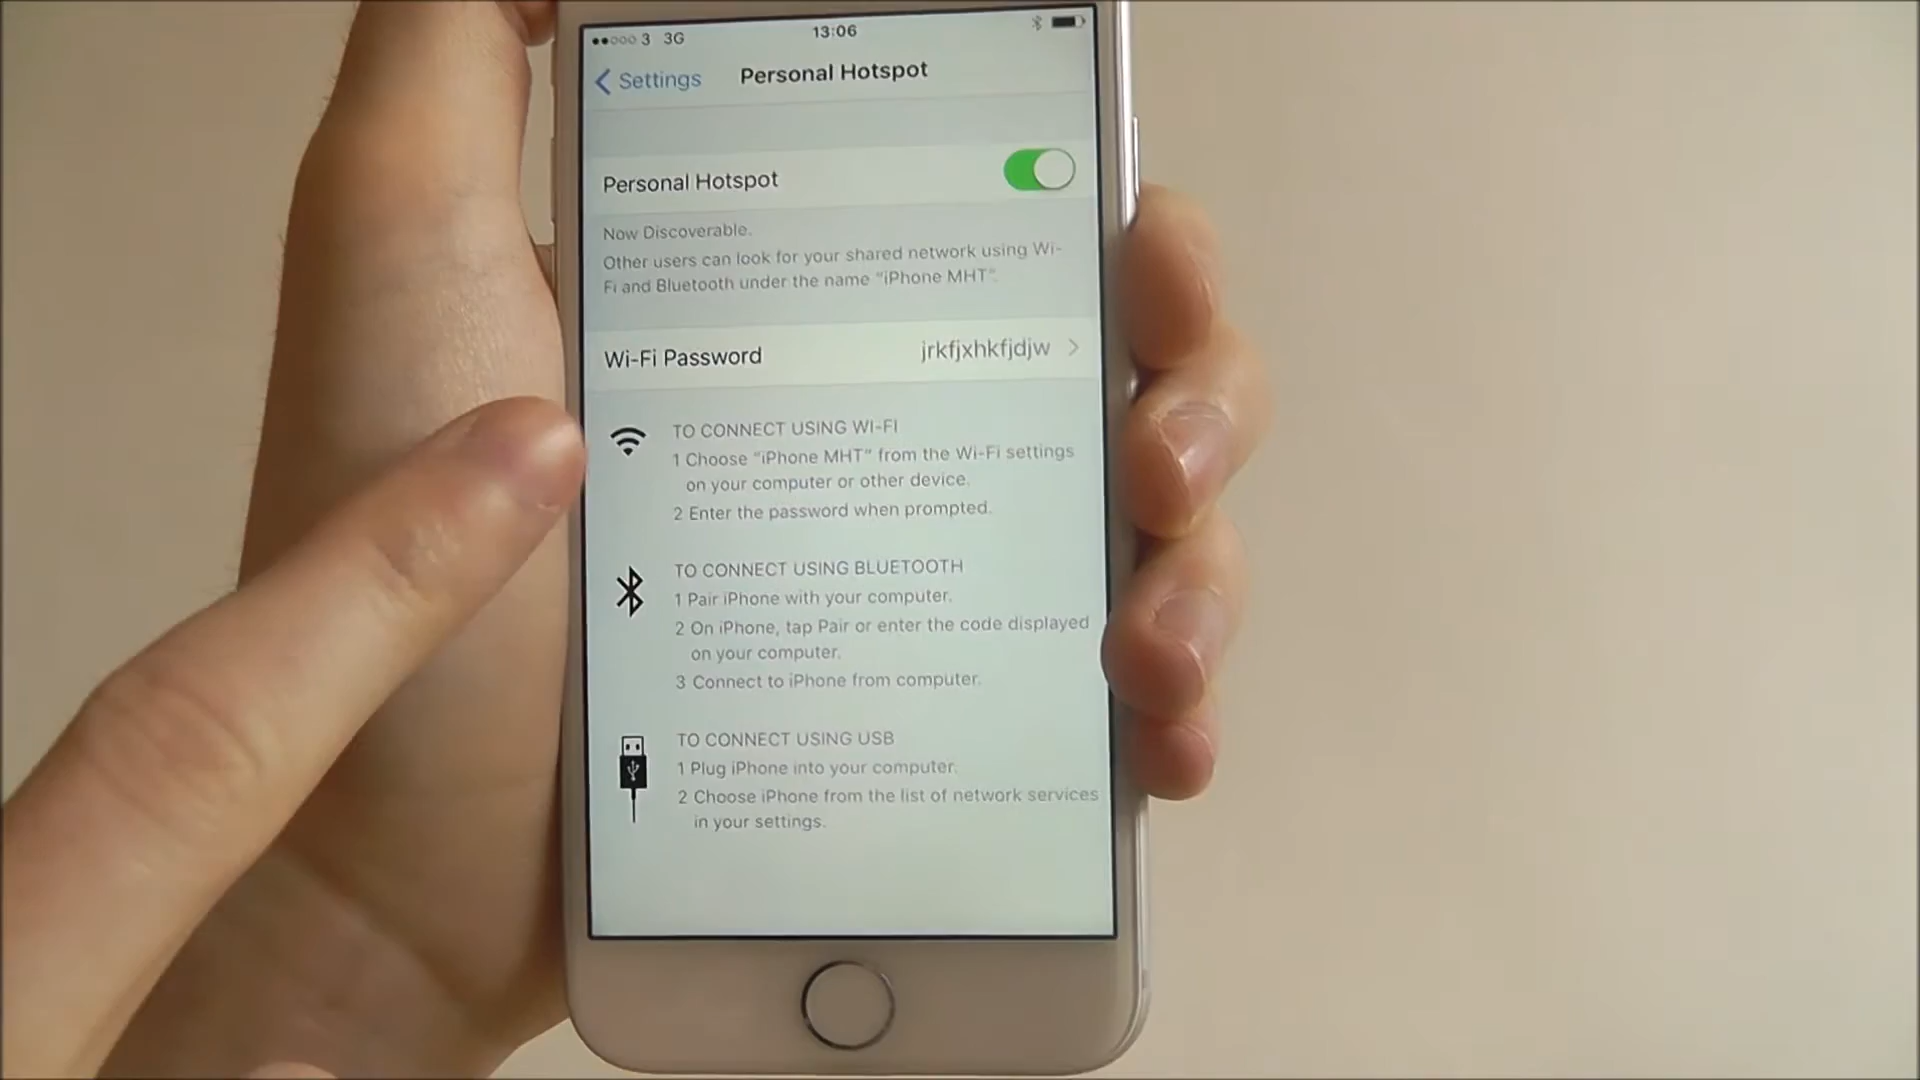 3 3G 13:06
Settings Personal Hotspot
Personal Hotspot
Now Discoverable.
Other users can look for your shared network using Wi-
Fi and Bluetooth under the name “iPhone MHT”.
Wi-Fi Password jrkfjxhkfjdjw
TO CONNECT USING WI-FI
1 Choose “iPhone MHT” from the Wi-Fi settings
on your computer or other device.
2 Enter the password when prompted.
TO CONNECT USING BLUETOOTH
1 Pair iPhone with your computer.
2 On iPhone, tap Pair or enter the code displayed
on your computer.
3 Connect to iPhone from computer.
TO CONNECT USING USB
1 Plug iPhone into your computer.
2 Choose iPhone from the list of network services
in your settings.